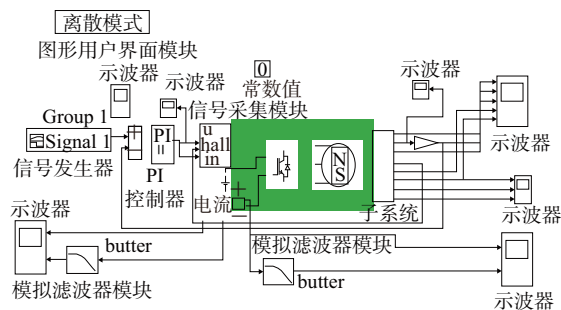 离散模式
图形用户界面模块
示波器
示波器
0
常数值
示波器
Group 1
信号采集模块
Signal 1
PI
u
hall
in
N
S
示波器
信号发生器
PI
控制器
电流
+
子系统
示波器
示波器
butter
模拟滤波器模块
模拟滤波器模块
butter
示波器